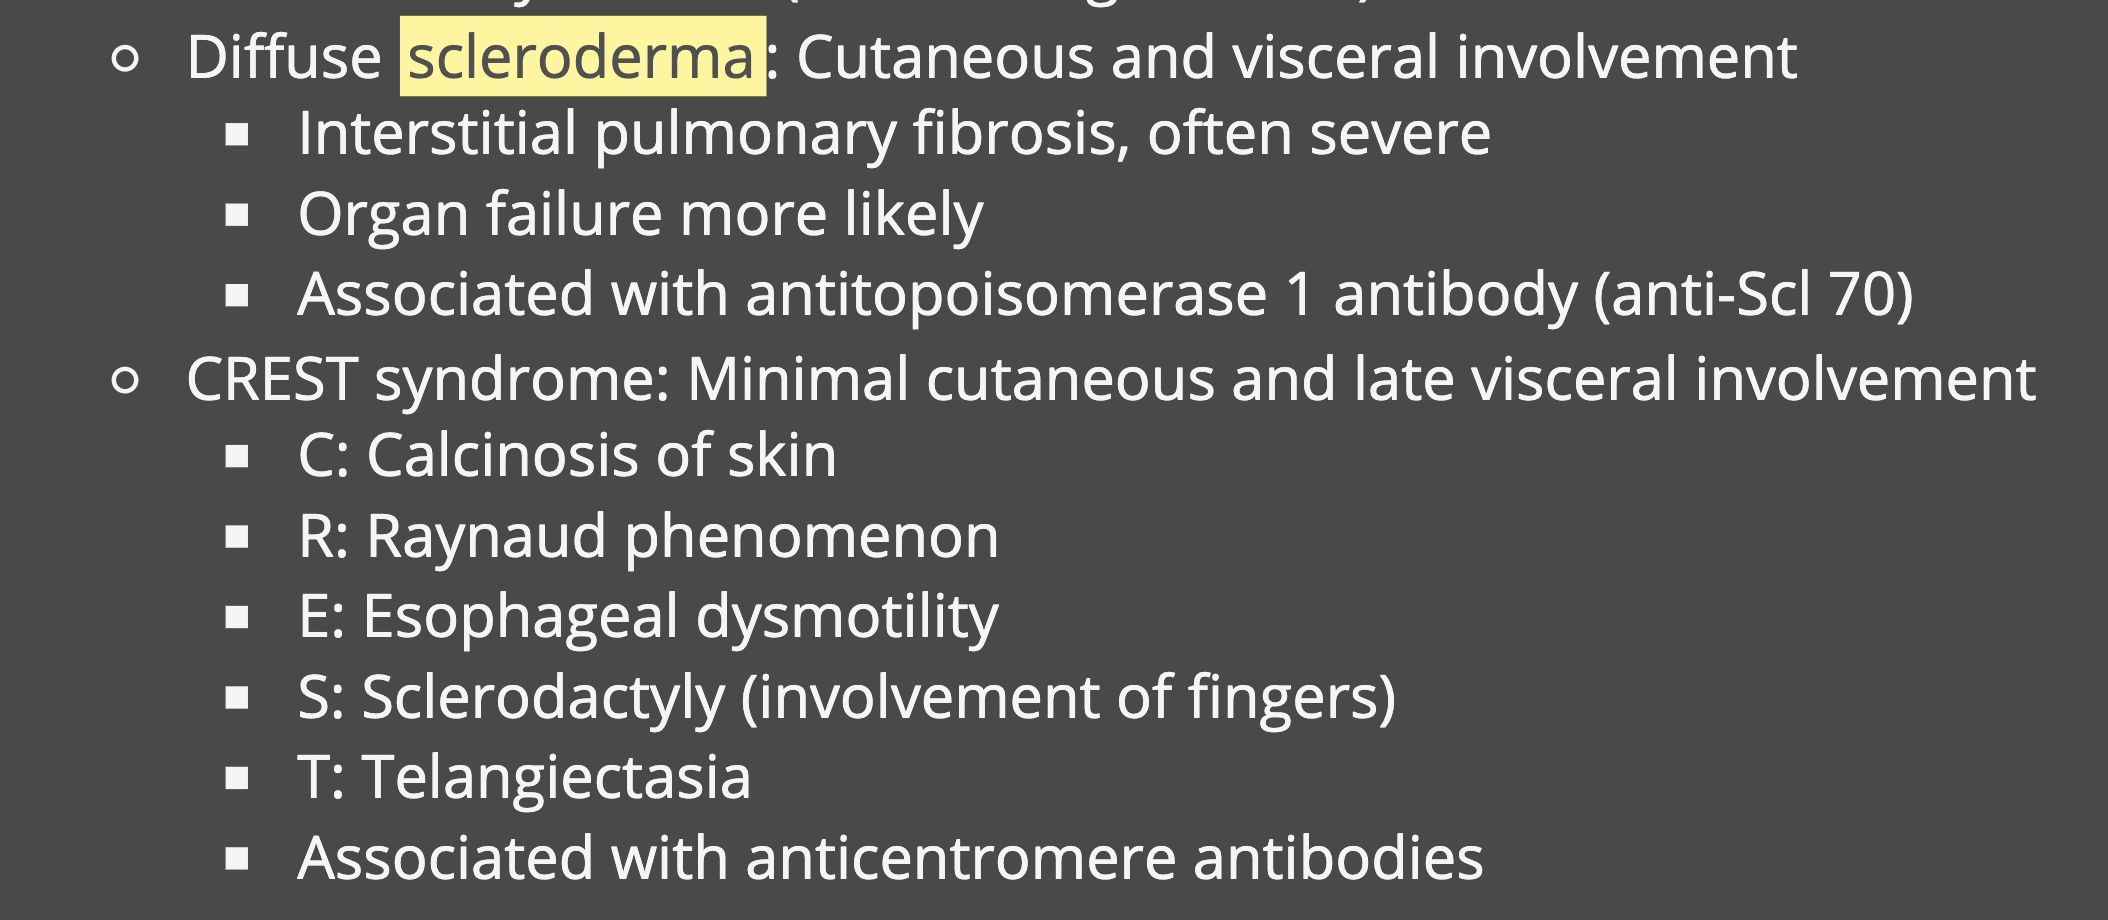 ○ Diffuse scleroderma: Cutaneous and visceral involvement
■ Interstitial pulmonary fibrosis, often severe
■ Organ failure more likely
■ Associated with antitopoisomerase 1 antibody (anti-Scl 70)
○ CREST syndrome: Minimal cutaneous and late visceral involvement
■ C: Calcinosis of skin
■ R: Raynaud phenomenon
■ E: Esophageal dysmotility
■ S: Sclerodactyly (involvement of fingers)
■ T: Telangiectasia
■ Associated with anticentromere antibodies